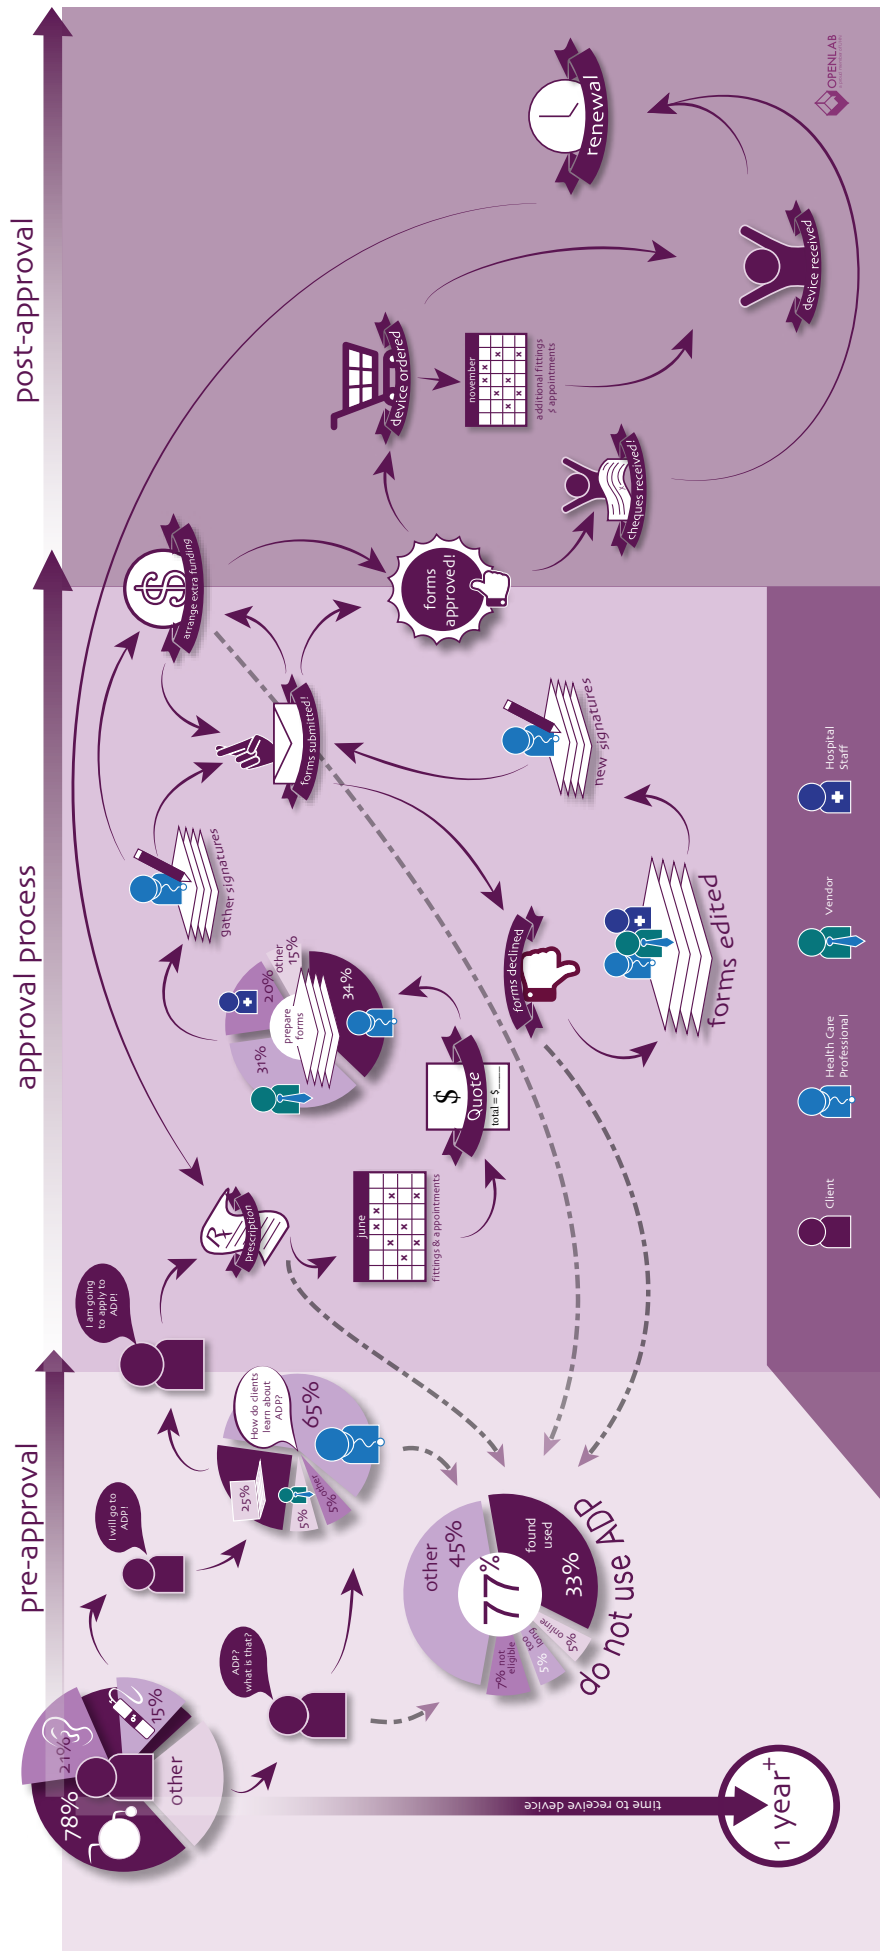 pre-approval
approval process
post-approval
78%
21%
15%
other
ADP?
what is that?
I will go to
ADP!
How do clients
learn about
ADP?
65%
25%
5%
5%
other
I am going
to apply to
ADP!
other
45%
77%
found
used
33%
7% not
eligible
too
long
5%
online
5%
do not use ADP
time to receive device
1 year+
Prescription
june
fittings & appointments
$
Quote
total = $____
prepare
forms
31%
20%
other
15%
34%
gather signatures
forms submitted!
arrange extra funding
forms declined
forms edited
new signatures
forms
approved!
device ordered
november
additional fittings
$ appointments
cheques received!
device received
renewal
Client
Health Care
Professional
Vendor
Hospital
Staff
OPENLAB